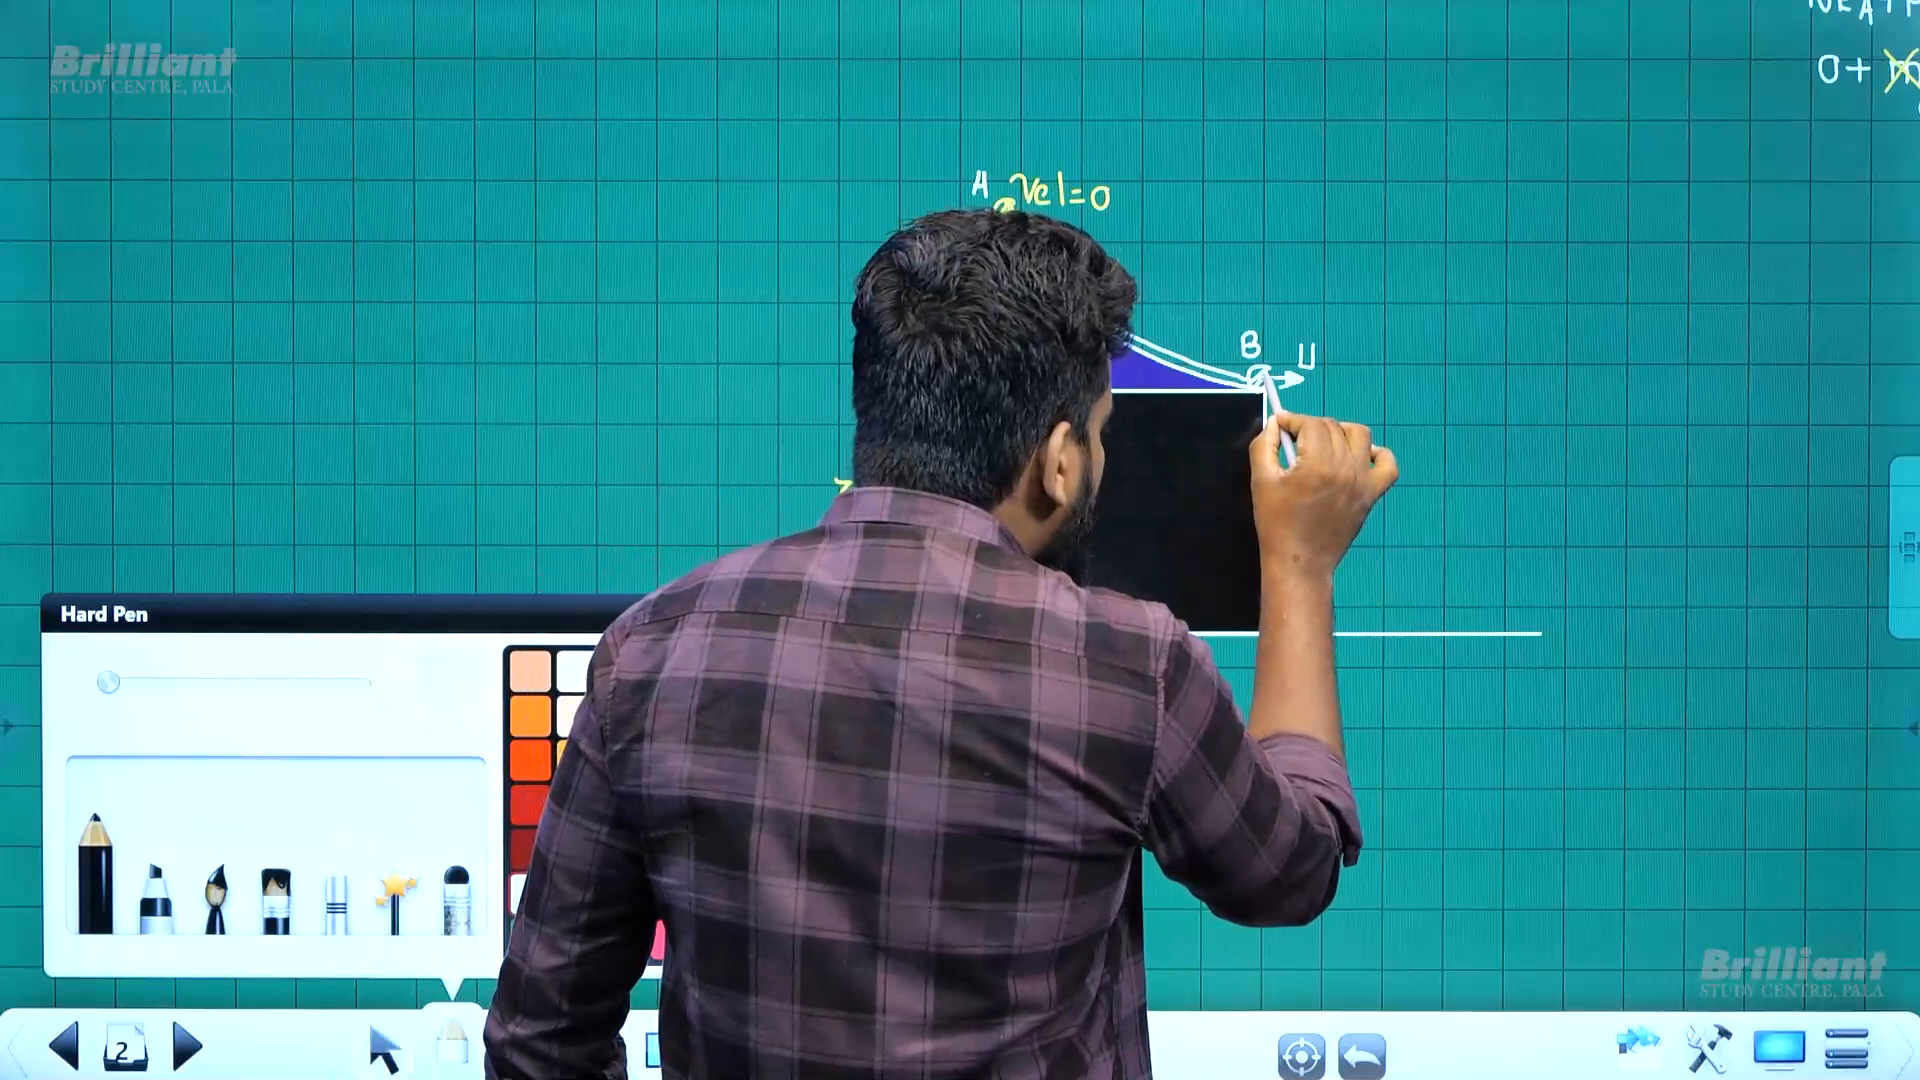 Brilliant
STUDY CENTRE, PALA
0+
A Vel=0
B
U
Hard Pen
2
Brilliant
STUDY CENTRE, PALA